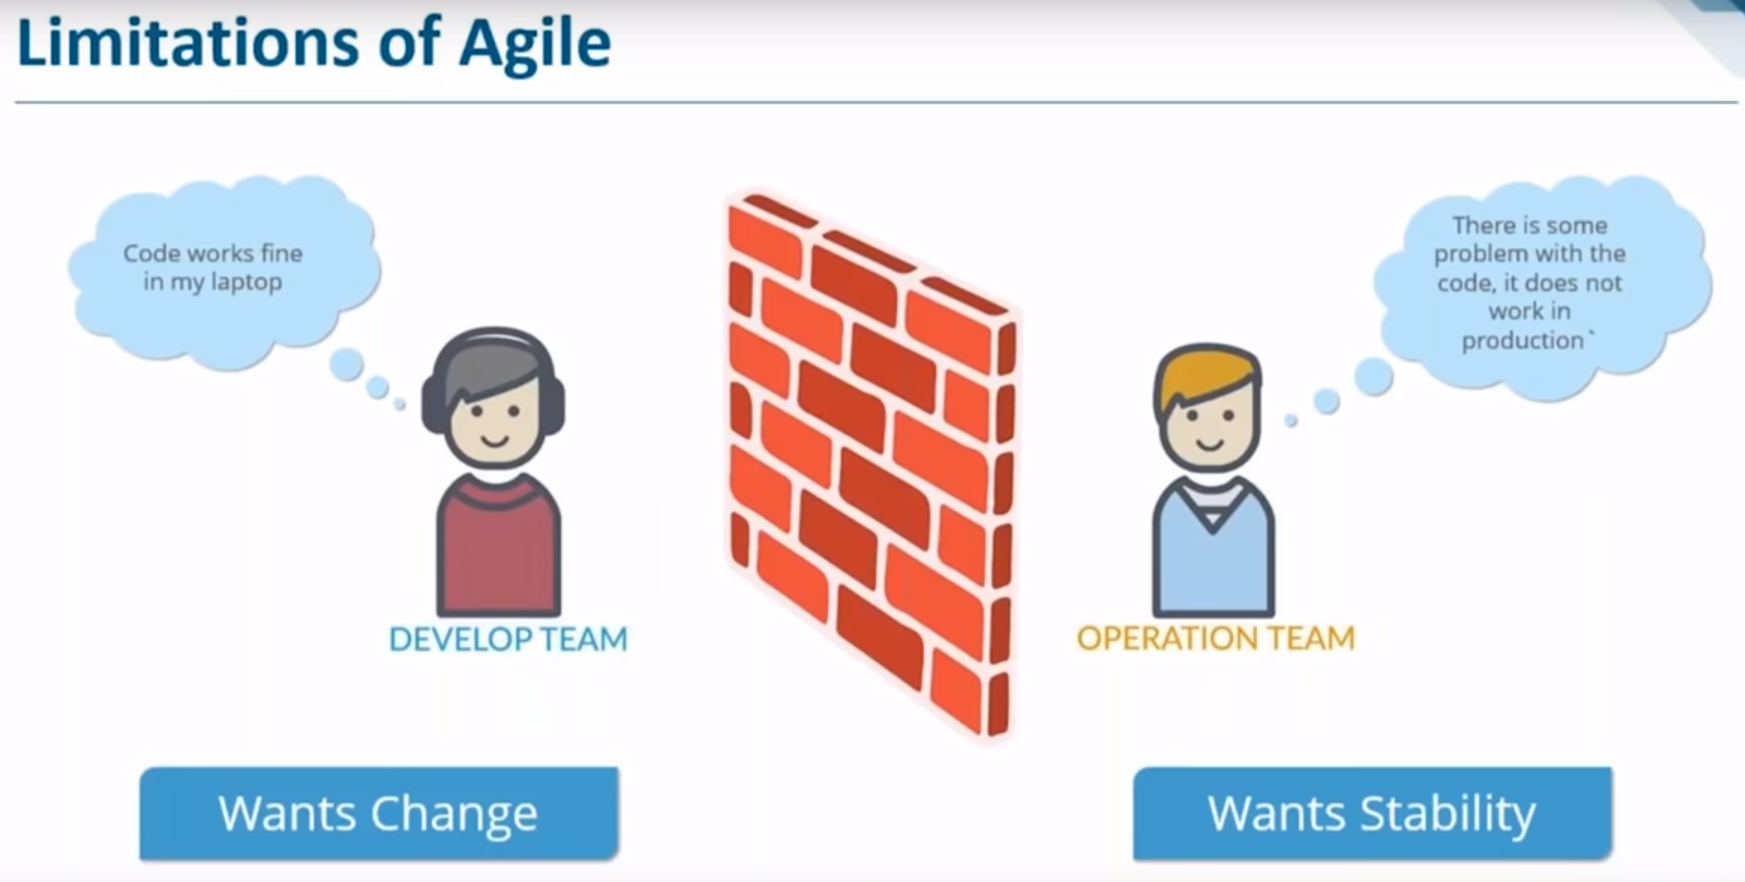 Limitations of Agile
Code works fine
in my laptop
There is some
problem with the
code, it does not
work in
production`
DEVELOP TEAM
OPERATION TEAM
Wants Change
Wants Stability